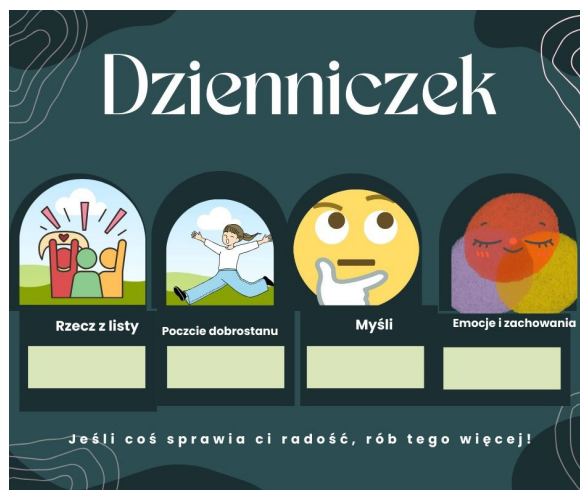 Dzienniczek
Rzecz z listy
Poczcie dobrostanu
Myśli
Emocje i zachowania
Jeśli coś sprawia ci radość, rób tego więcej!